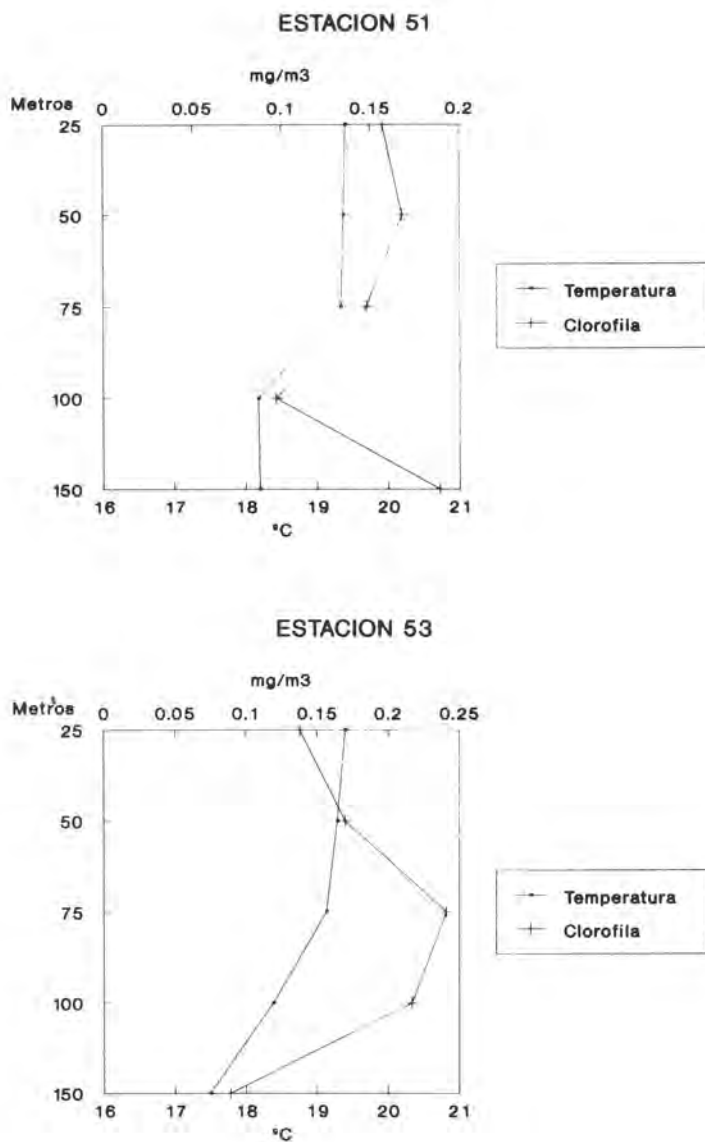 ESTACION 51
mg/m3
Metros 0 0.05 0.1 0.15 0.2
25
50
75
100
150
16 17 18 19 20 21
ºC
Temperatura
Clorofila
ESTACION 53
mg/m3
Metros 0 0.05 0.1 0.15 0.2 0.25
25
50
75
100
150
16 17 18 19 20 21
ºC
Temperatura
Clorofila